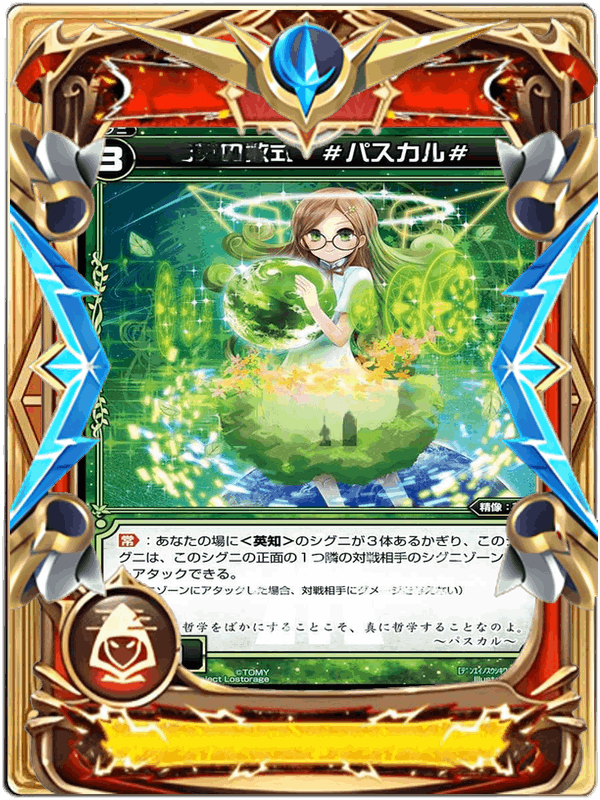 3
#パスカル#
精像:
常:あなたの場に<英知>のシグニが3体あるかぎり、この
グニは、このシグニの正面の1つ隣の対戦相手のシグニゾーン
アタックできる。
ゾーンにアタックした場合、対戦相手にダメージ
哲学をばかにすることこそ、真に哲学することなのよ。
～パスカル～
©TOMY
ject Lostorage
Illust